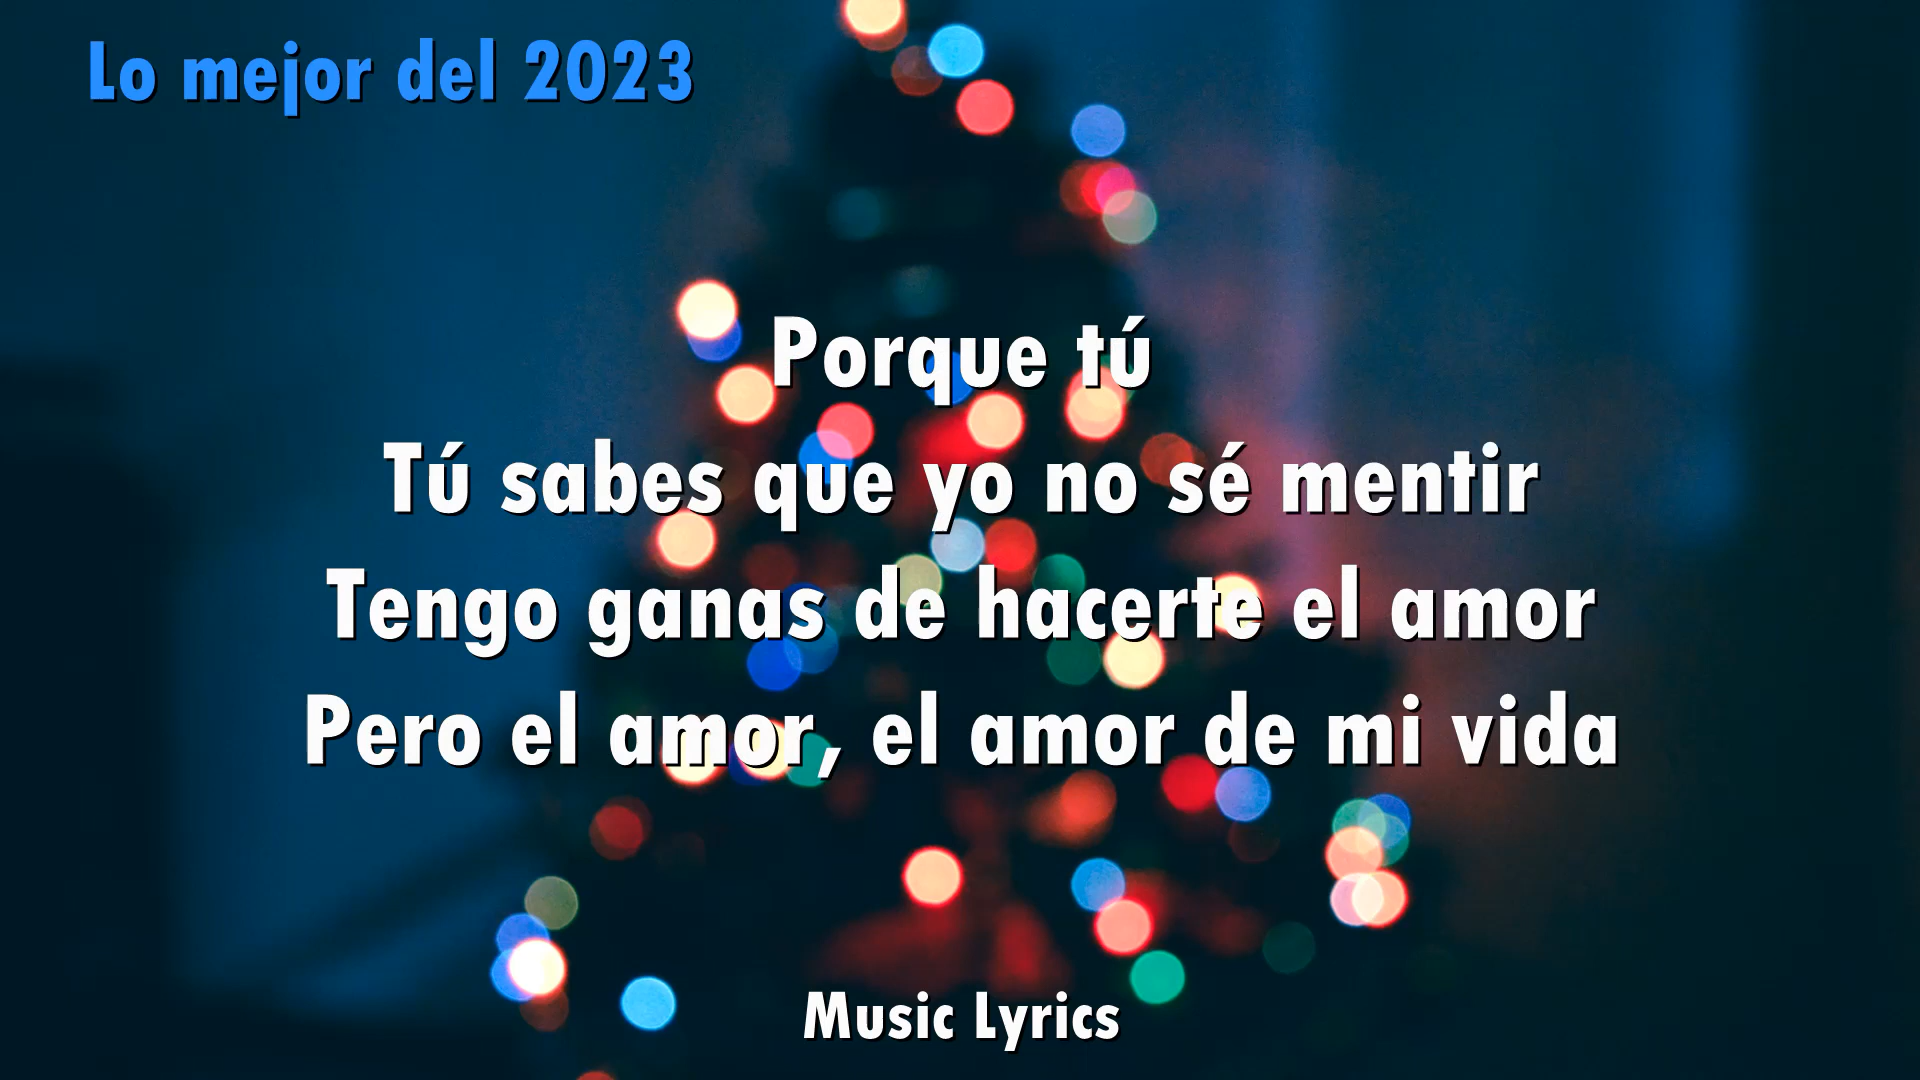 Lo mejor del 2023
Porque tú
Tú sabes que yo no sé mentir
Tengo ganas de hacerte el amor
Pero el amor, el amor de mi vida
Music Lyrics